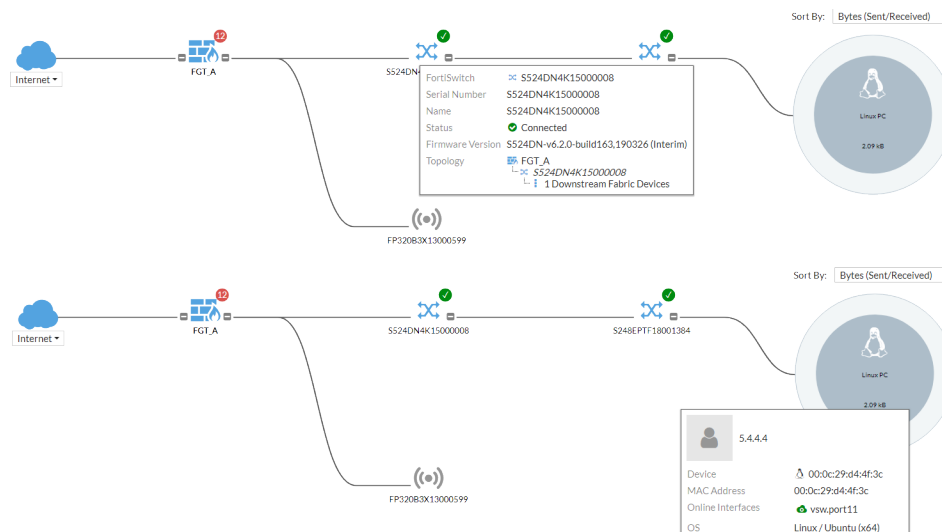 Sort By: Bytes (Sent/Received)
12
Internet
FGT_A
S524DN4
FortiSwitch S524DN4K15000008
Serial Number S524DN4K15000008
Name S524DN4K15000008
Status Connected
Firmware Version S524DN-v6.2.0-build163,190326 (Interim)
Topology FGT_A
S524DN4K15000008
1 Downstream Fabric Devices
Linux PC
2.09 kB
FP320B3X13000599
Sort By: Bytes (Sent/Received)
12
Internet
FGT_A
S524DN4K15000008
S248EPTF18001384
Linux PC
2.09 kB
5.4.4.4
Device 00:0c:29:d4:4f:3c
MAC Address 00:0c:29:d4:4f:3c
Online Interfaces vsw.port11
OS Linux / Ubuntu (x64)
FP320B3X13000599